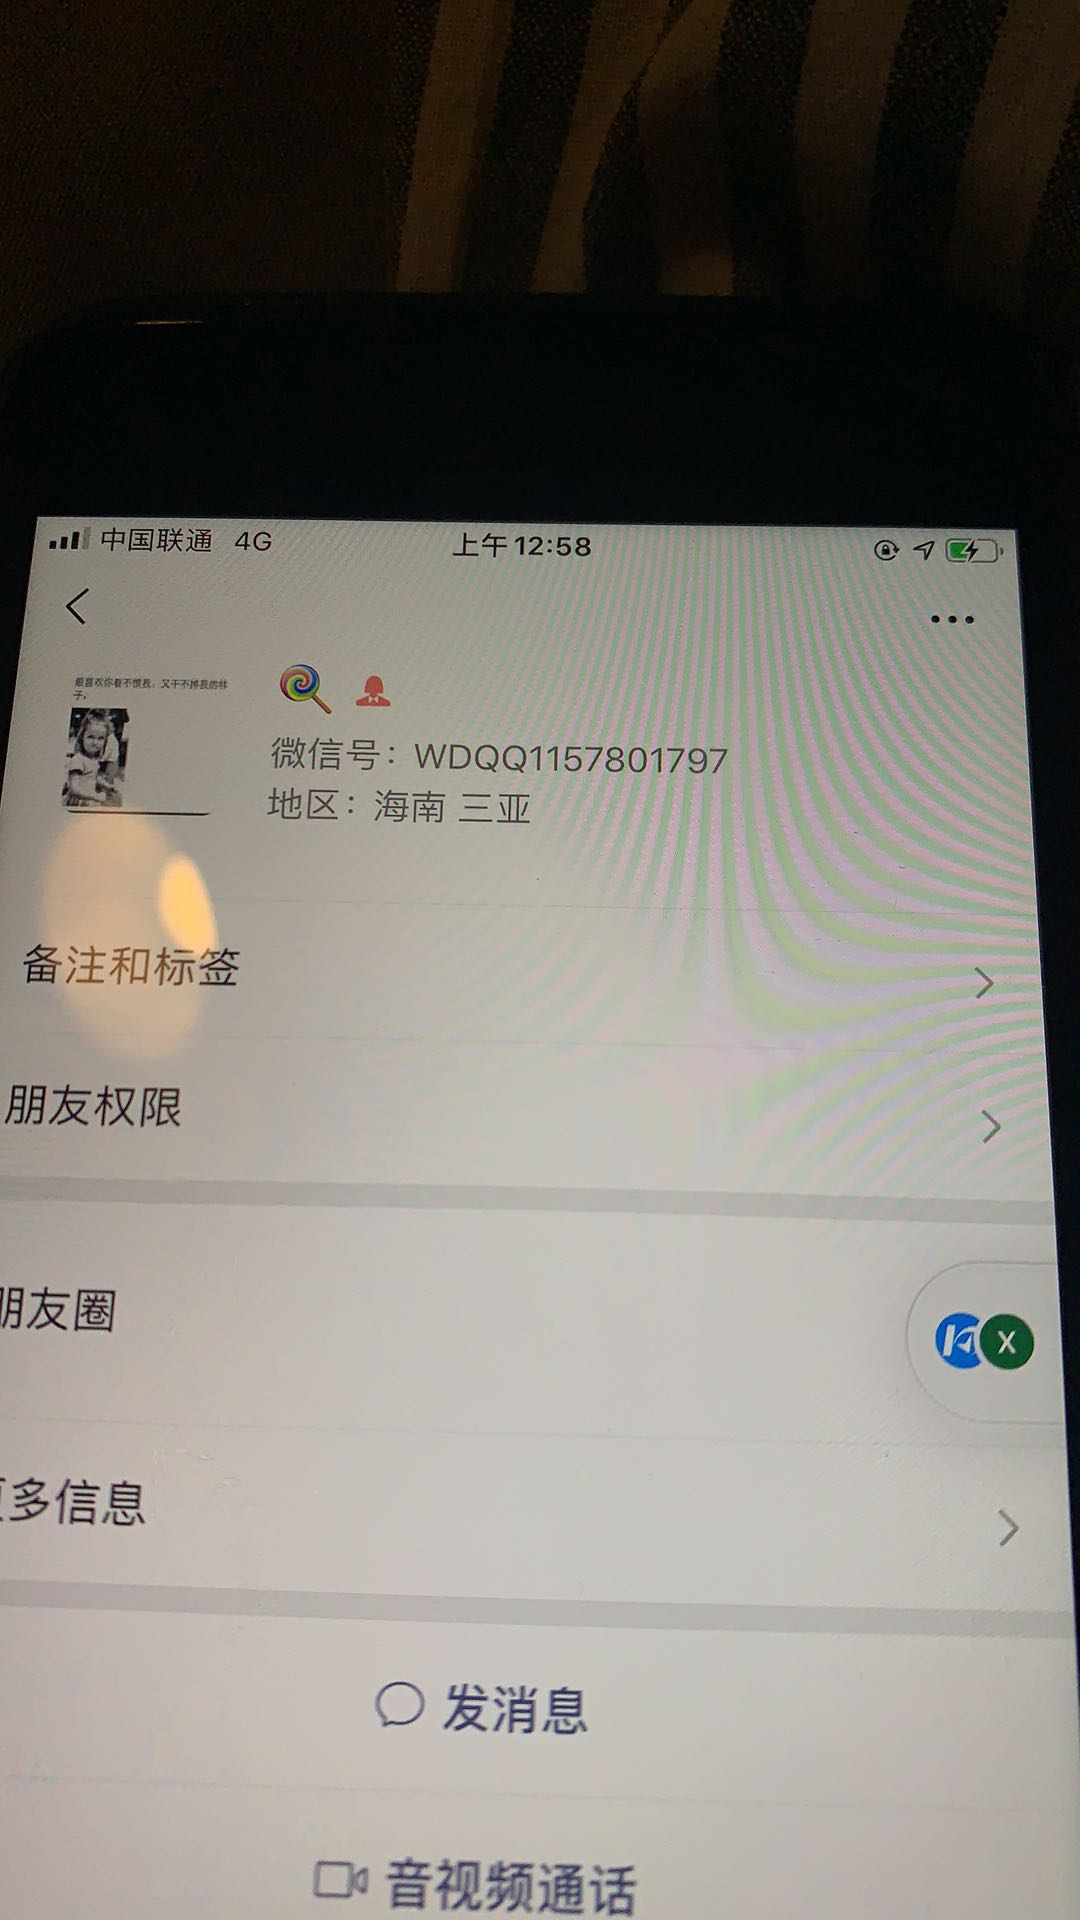 中国联通 4G 上午12:58
最喜欢你看不惯我，又干不掉我的样
子。
微信号：WDQQ1157801797
地区：海南 三亚
备注和标签
朋友权限
朋友圈
更多信息
X
发消息
音视频通话